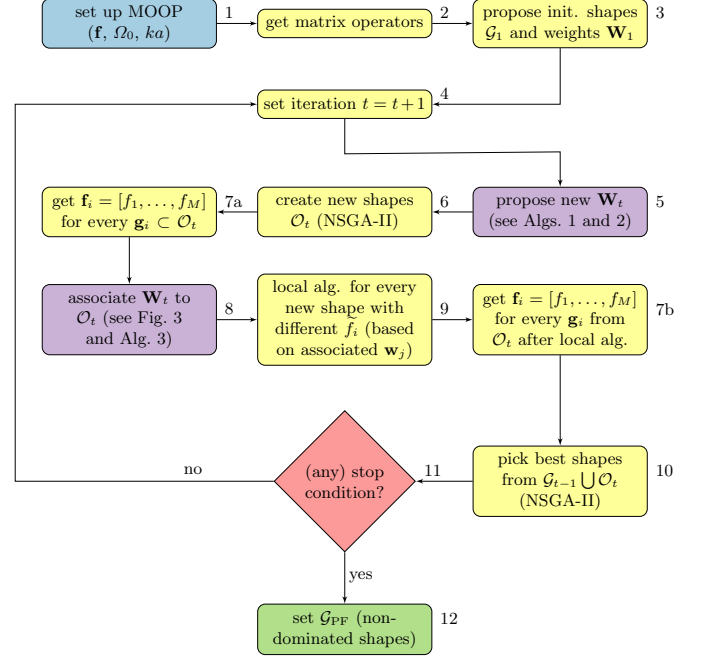 set up MOOP
(f, Ω₀, ka)
1
get matrix operators
2
propose init. shapes
𝒢₁ and weights W₁
3
4
set iteration t = t+1
get fᵢ = [f₁, . . . , f_M]
for every gᵢ ⊂ 𝒪ₜ
7a
create new shapes
𝒪ₜ (NSGA-II)
6
propose new Wₜ
(see Algs. 1 and 2)
5
associate Wₜ to
𝒪ₜ (see Fig. 3
and Alg. 3)
8
local alg. for every
new shape with
different f̃ᵢ (based
on associated wⱼ)
9
get fᵢ = [f₁, . . . , f_M]
for every gᵢ from
𝒪ₜ after local alg.
7b
no
(any) stop
condition?
11
pick best shapes
from 𝒢ₜ₋₁ ⋃ 𝒪ₜ
(NSGA-II)
10
yes
set 𝒢_PF (non-
dominated shapes)
12